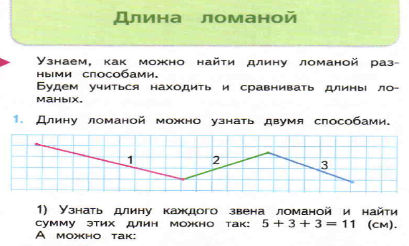 Длина ломаной
Узнаем, как можно найти длину ломаной раз-
ными способами.
Будем учиться находить и сравнивать длины ло-
маных.
1. Длину ломаной можно узнать двумя способами.
1 2 3
1) Узнать длину каждого звена ломаной и найти
сумму этих длин можно так: 5 + 3 + 3 = 11 (см).
А можно так: